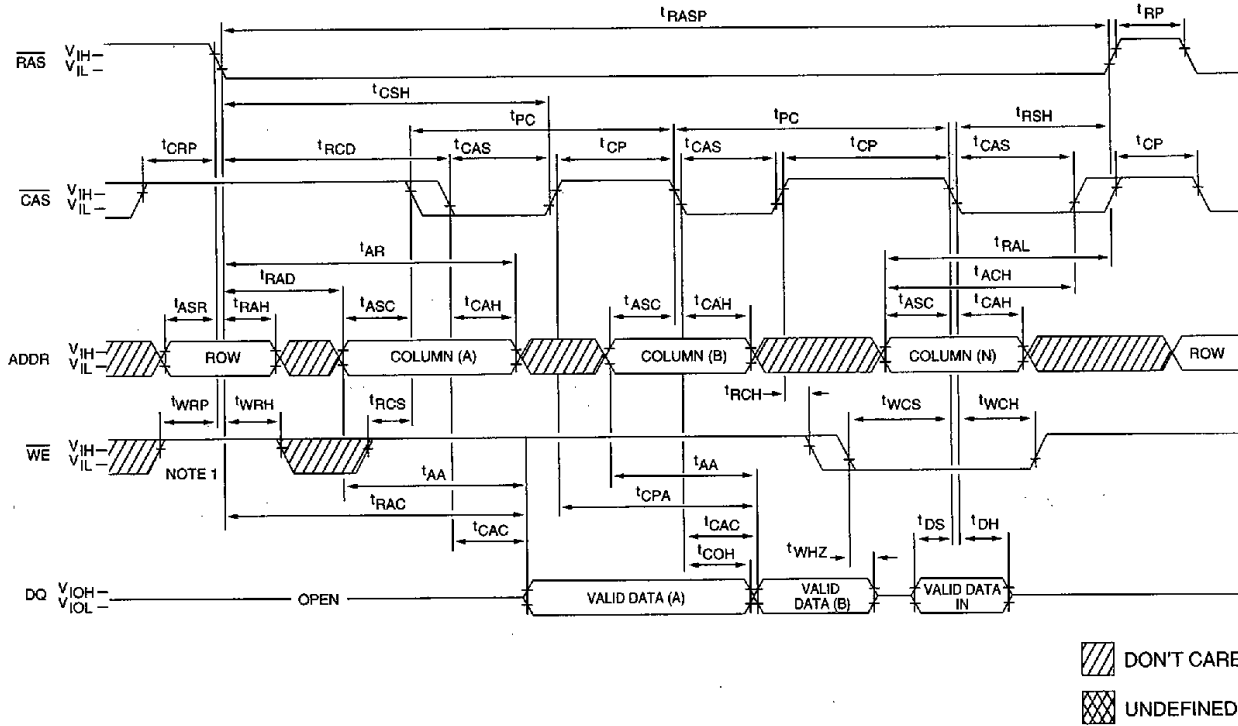 tRASP tRP
RAS VIH
VIL
tCSH
tPC tPC tRSH
tCRP tRCD tCAS tCP tCAS tCP tCAS tCP
CAS VIH
VIL
tAR tRAL
tRAD tACH
tASR tRAH tASC tCAH tASC tCAH tASC tCAH
ADDR VIH
VIL
ROW COLUMN (A) COLUMN (B) COLUMN (N) ROW
tRCH
tWRP tWRH tRCS tWCS tWCH
WE VIH
VIL
NOTE 1
tAA tAA
tRAC tCPA
tCAC tCAC tDS tDH
tCOH tWHZ
DQ VIOH
VIOL
OPEN VALID DATA (A) VALID
DATA (B) VALID DATA
IN
DON'T CARE
UNDEFINED